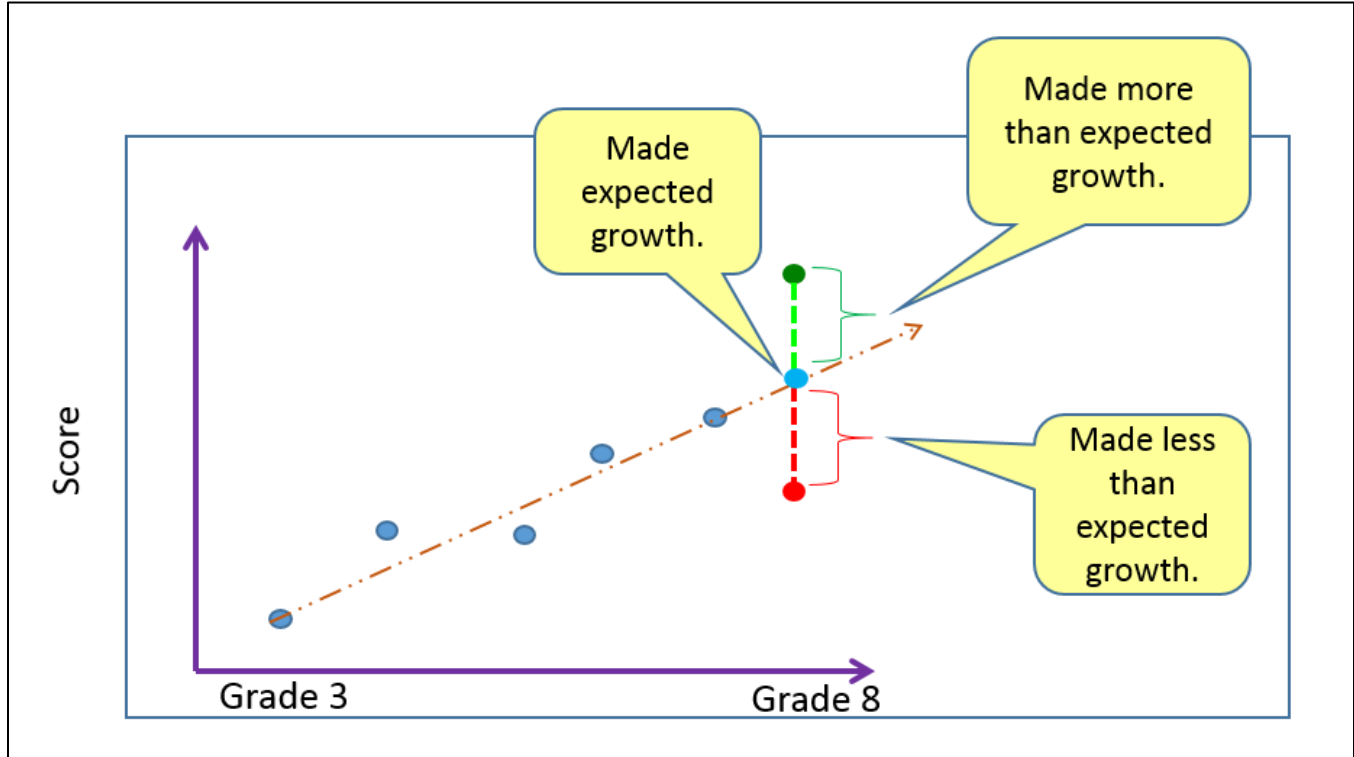 Made more
than expected
growth.
Made
expected
growth.
Score
Made less
than
expected
growth.
Grade 3
Grade 8